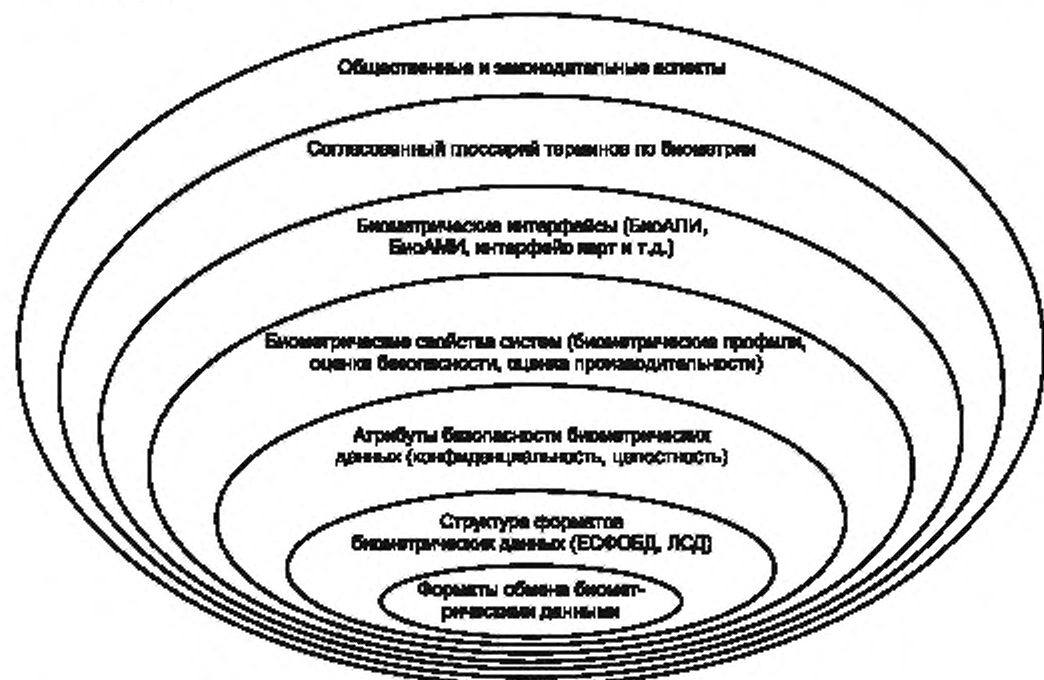 Общественные и законодательные аспекты
Согласованный глоссарий терминов по биометрии
Биометрические интерфейсы (БиоАПИ,
БиоАМИ, интерфейс карт и т.д.)
Биометрические свойства систем (биометрические профили,
оценка безопасности, оценка производительности)
Атрибуты безопасности биометрических
данных (конфиденциальность, целостность)
Структура форматов
биометрических данных (ЕСФОБД, ЛСД)
Форматы обмена биомет-
рическими данными